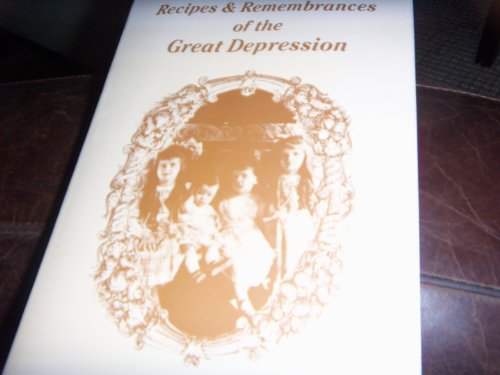 Recipes & Remembrances
of the
Great Depression